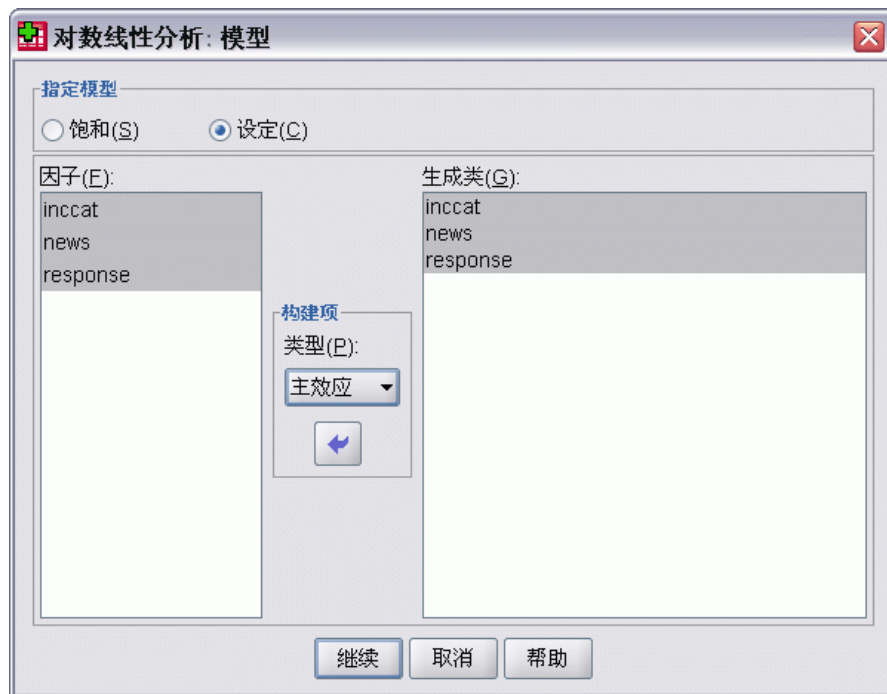 对数线性分析: 模型
指定模型
饱和(S)
设定(C)
因子(F):
inccat
news
response
构建项
类型(P):
主效应
生成类(G):
inccat
news
response
继续
取消
帮助